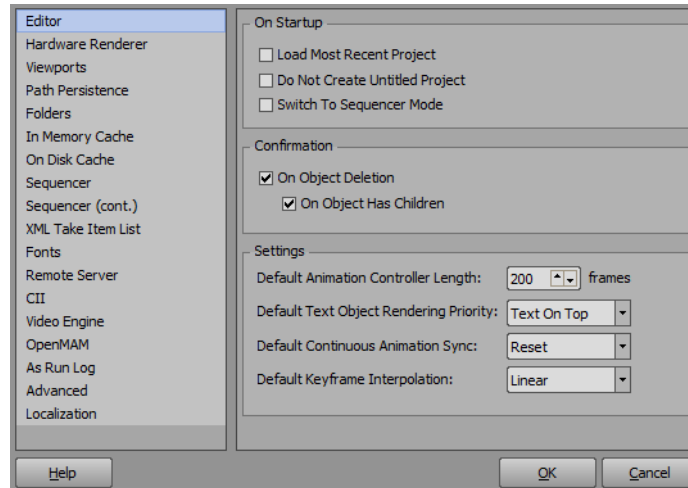 Editor
Hardware Renderer
Viewports
Path Persistence
Folders
In Memory Cache
On Disk Cache
Sequencer
Sequencer (cont.)
XML Take Item List
Fonts
Remote Server
CII
Video Engine
OpenMAM
As Run Log
Advanced
Localization
On Startup
Load Most Recent Project
Do Not Create Untitled Project
Switch To Sequencer Mode
Confirmation
On Object Deletion
On Object Has Children
Settings
Default Animation Controller Length: 200 frames
Default Text Object Rendering Priority: Text On Top
Default Continuous Animation Sync: Reset
Default Keyframe Interpolation: Linear
Help OK Cancel